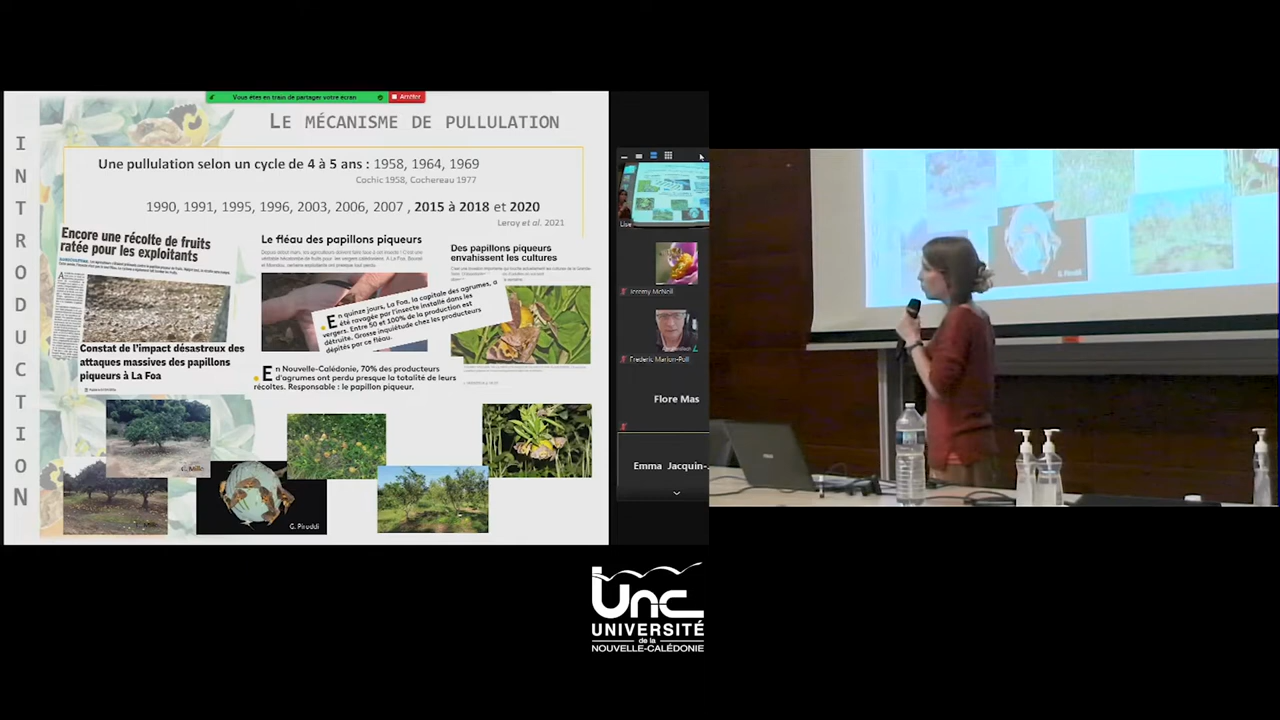 Vous êtes en train de partager votre écran
Arrêter
LE MÉCANISME DE PULLULATION
INTRODUCTION
Une pullulation selon un cycle de 4 à 5 ans : 1958, 1964, 1969
Cochic 1958, Cochereau 1977
1990, 1991, 1995, 1996, 2003, 2006, 2007 , 2015 à 2018 et 2020
Leroy et al. 2021
Encore une récolte de fruits
ratée pour les exploitants
Constat de l'impact désastreux des
attaques massives des papillons
piqueurs à La Foa
Le fléau des papillons piqueurs
En quinze jours, La Foa, la capitale des agrumes, a
été ravagée par l'insecte installé dans les
vergers. Entre 50 et 100% de la production est
détruite. Grosse inquiétude chez les producteurs
dépités par ce fléau.
En Nouvelle-Calédonie, 70% des producteurs
d'agrumes ont perdu presque la totalité de leurs
récoltes. Responsable : le papillon piqueur.
Des papillons piqueurs
envahissent les cultures
C. Mille
G. Piruddi
Lise
Jeremy McNeil
Frederic Marion-Poll
Flore Mas
Emma Jacquin-
G. Piruddi
unc
UNIVERSITÉ
de la
NOUVELLE-CALÉDONIE